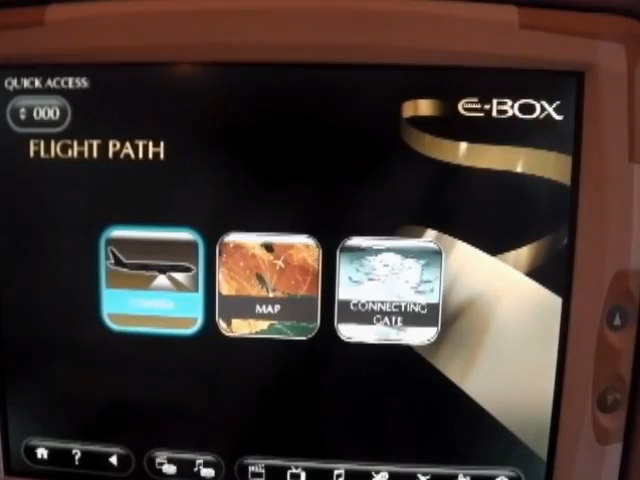 QUICK ACCESS:
000
E-BOX
FLIGHT PATH
MAP
CONNECTING
GATE
?